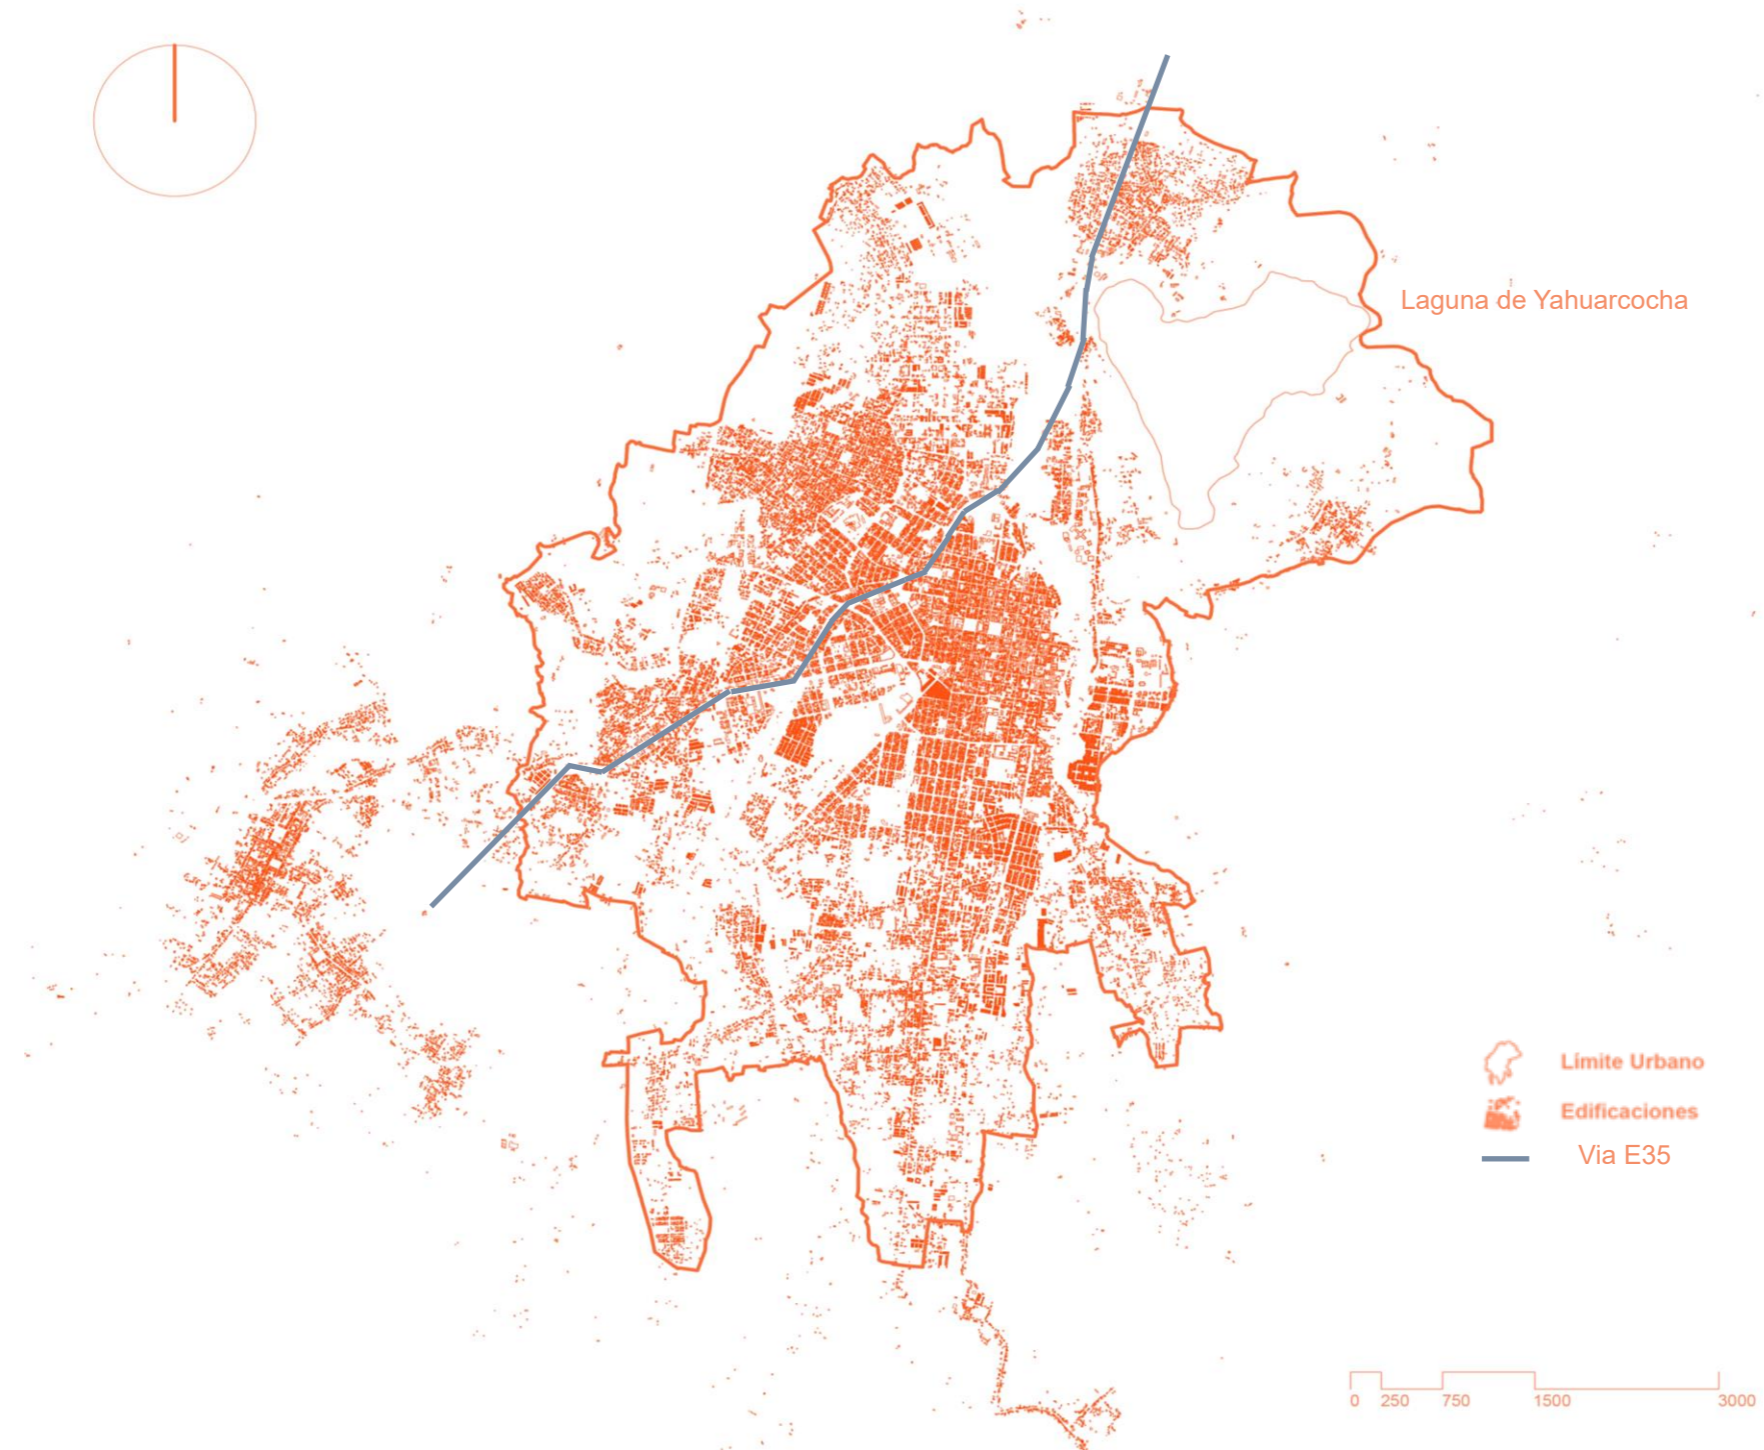 Laguna de Yahuarcocha
Límite Urbano
Edificaciones
Via E35
0 250 750 1500 3000